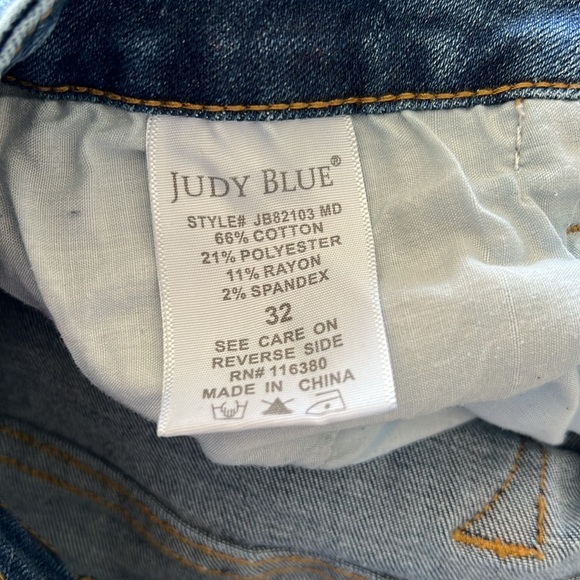 JUDY BLUE®
STYLE# JB82103 MD
66% COTTON
21% POLYESTER
11% RAYON
2% SPANDEX
32
SEE CARE ON
REVERSE SIDE
RN# 116380
MADE IN CHINA